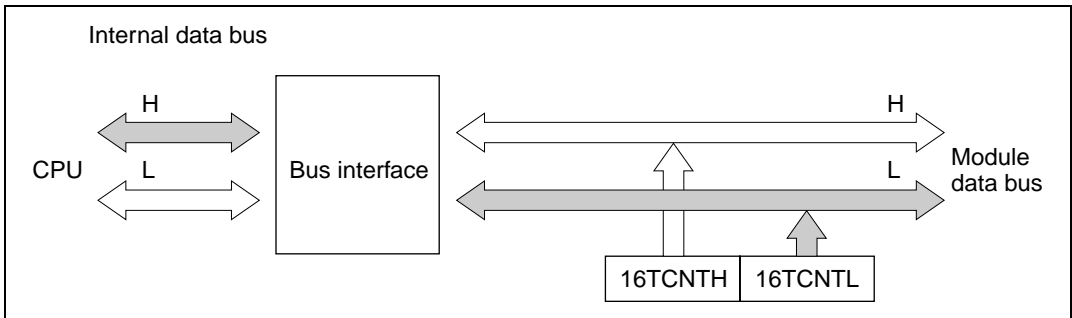 Internal data bus
H
H
CPU
L
Bus interface
L
Module
data bus
16TCNTH
16TCNTL